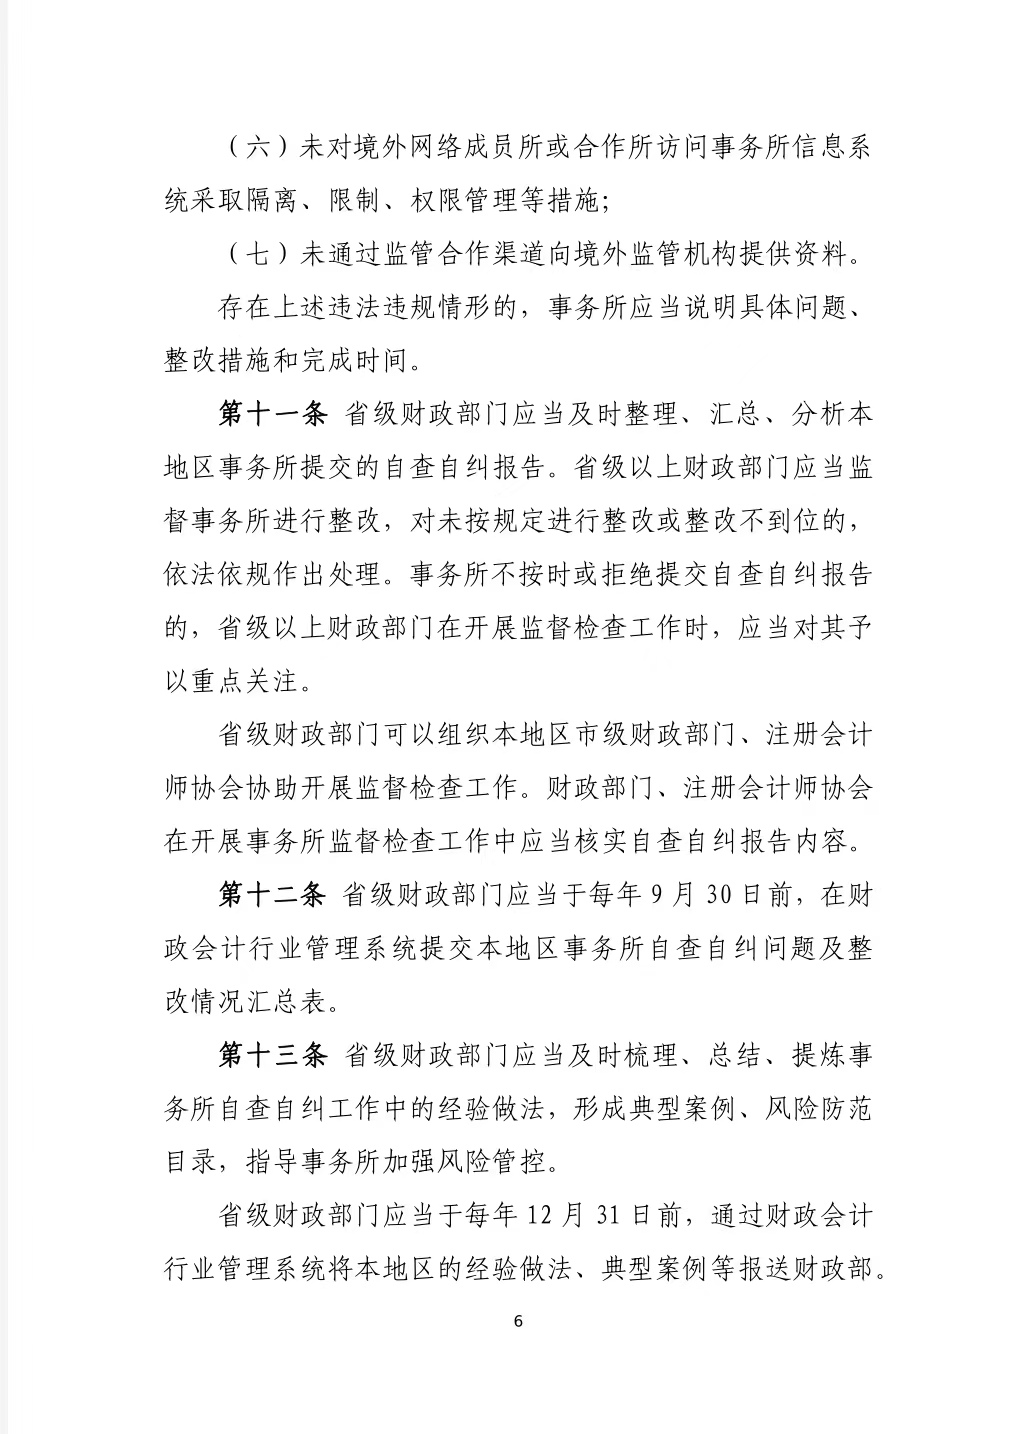 （六）未对境外网络成员所或合作所访问事务所信息系
统采取隔离、限制、权限管理等措施；
（七）未通过监管合作渠道向境外监管机构提供资料。
存在上述违法违规情形的，事务所应当说明具体问题、
整改措施和完成时间。
第十一条 省级财政部门应当及时整理、汇总、分析本
地区事务所提交的自查自纠报告。省级以上财政部门应当监
督事务所进行整改，对未按规定进行整改或整改不到位的，
依法依规作出处理。事务所不按时或拒绝提交自查自纠报告
的，省级以上财政部门在开展监督检查工作时，应当对其予
以重点关注。
省级财政部门可以组织本地区市级财政部门、注册会计
师协会协助开展监督检查工作。财政部门、注册会计师协会
在开展事务所监督检查工作中应当核实自查自纠报告内容。
第十二条 省级财政部门应当于每年 9 月 30 日前，在财
政会计行业管理系统提交本地区事务所自查自纠问题及整
改情况汇总表。
第十三条 省级财政部门应当及时梳理、总结、提炼事
务所自查自纠工作中的经验做法，形成典型案例、风险防范
目录，指导事务所加强风险管控。
省级财政部门应当于每年 12 月 31 日前，通过财政会计
行业管理系统将本地区的经验做法、典型案例等报送财政部。
6